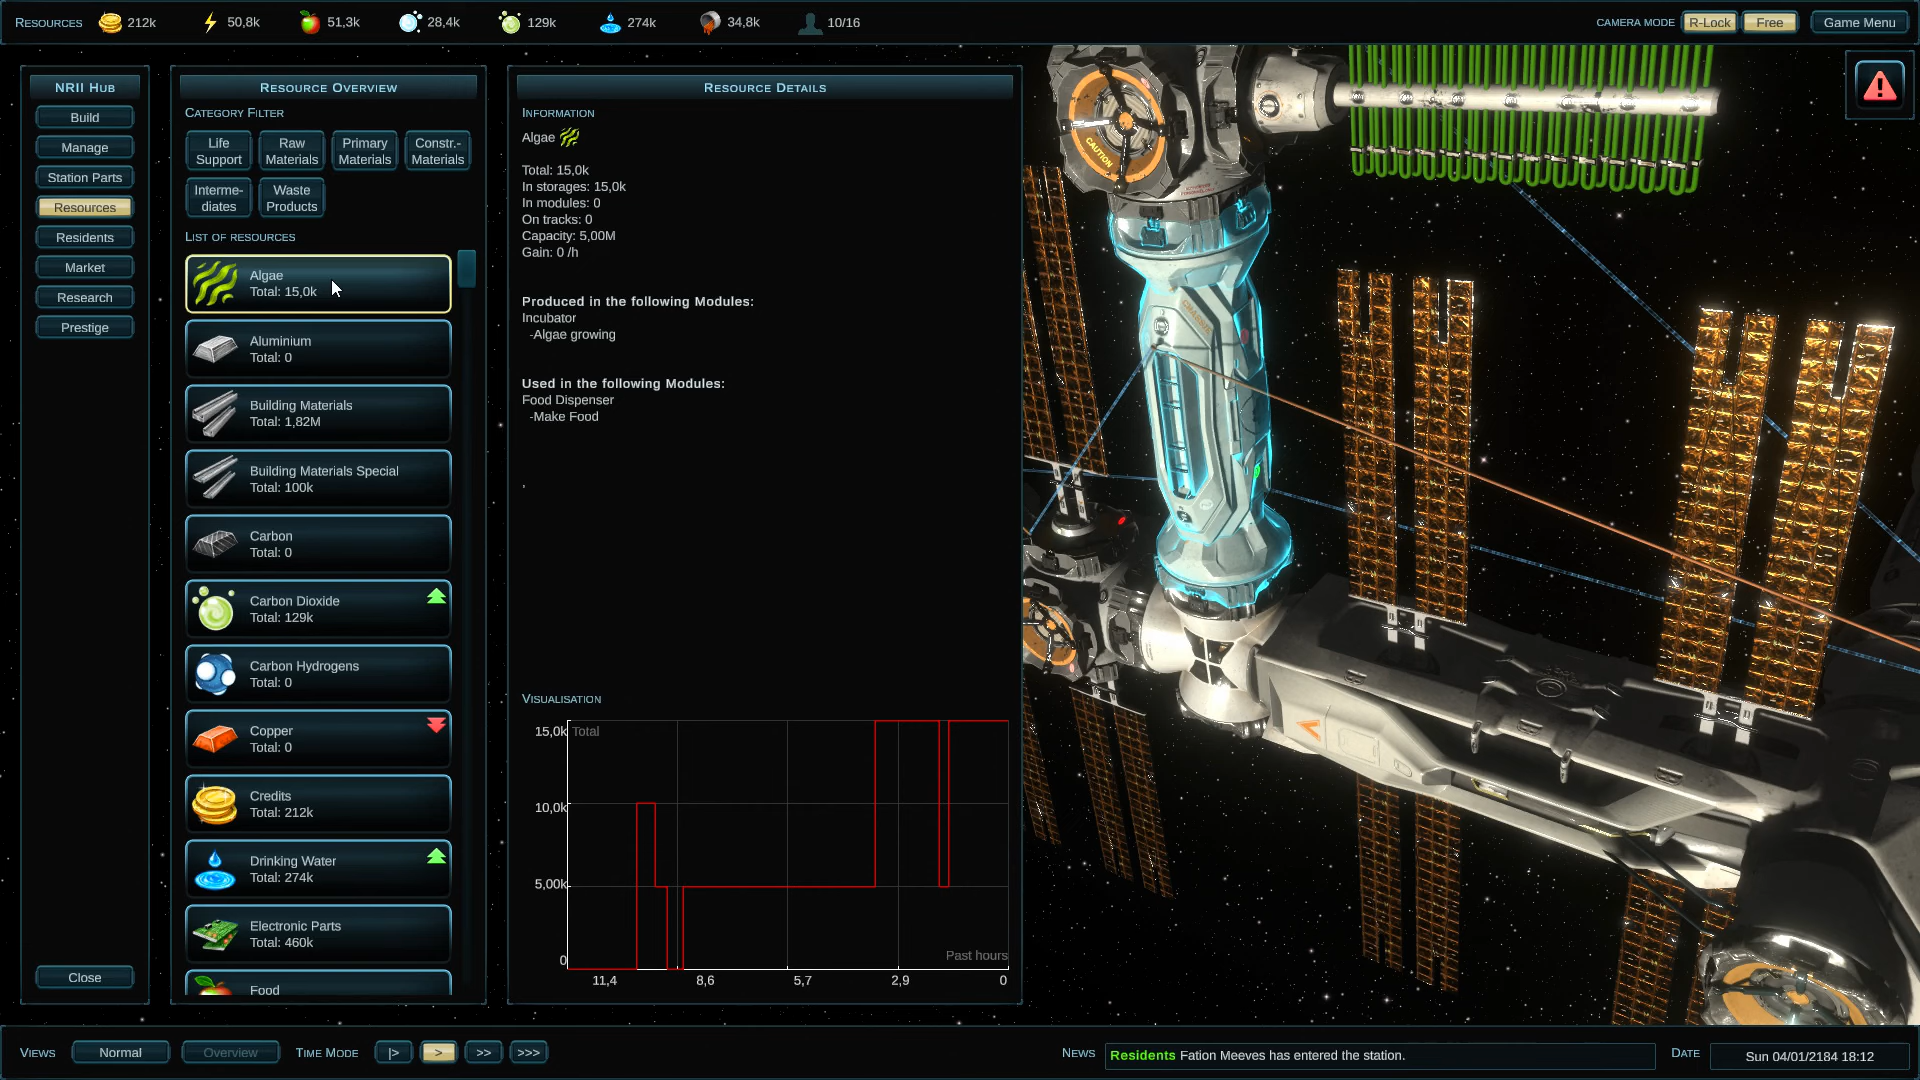 RESOURCES 212k 50,8k 51,3k 28,4k 129k 274k 34,8k 10/16 CAMERA MODE R-Lock Free Game Menu
NRII HUB
Build
Manage
Station Parts
Resources
Residents
Market
Research
Prestige
Close
RESOURCE OVERVIEW
CATEGORY FILTER
Life Support
Raw Materials
Primary Materials
Constr.- Materials
Interme- diates
Waste Products
LIST OF RESOURCES
Algae
Total: 15,0k
Aluminium
Total: 0
Building Materials
Total: 1,82M
Building Materials Special
Total: 100k
Carbon
Total: 0
Carbon Dioxide
Total: 129k
Carbon Hydrogens
Total: 0
Copper
Total: 0
Credits
Total: 212k
Drinking Water
Total: 274k
Electronic Parts
Total: 460k
Food
RESOURCE DETAILS
INFORMATION
Algae
Total: 15,0k
In storages: 15,0k
In modules: 0
On tracks: 0
Capacity: 5,00M
Gain: 0 /h
Produced in the following Modules:
Incubator
-Algae growing
Used in the following Modules:
Food Dispenser
-Make Food
,
VISUALISATION
15,0k Total
10,0k
5,00k
0 Past hours
11,4 8,6 5,7 2,9 0
CAUTION
VIEWS Normal Overview TIME MODE |> > >> >>> NEWS Residents Fation Meeves has entered the station. DATE Sun 04/01/2184 18:12